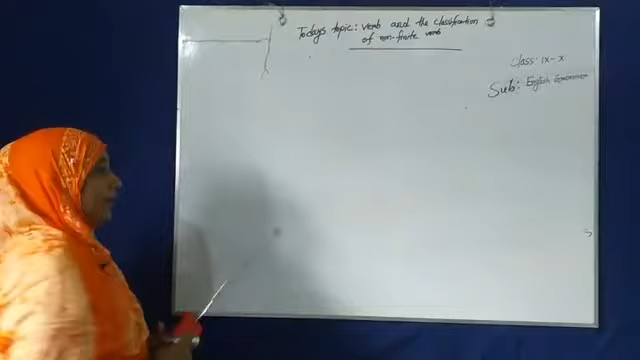 Todays topic: Verb and the classification
of non-finite verb
Class: IX-X
Sub: English Grammar